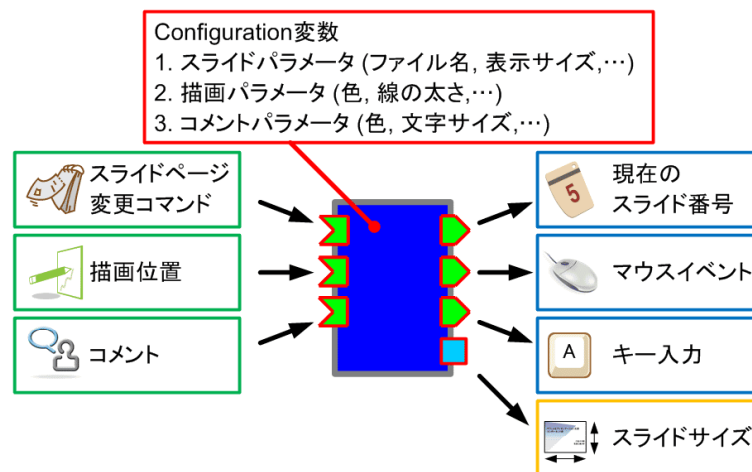 Configuration変数
1. スライドパラメータ (ファイル名, 表示サイズ,…)
2. 描画パラメータ (色, 線の太さ,…)
3. コメントパラメータ (色, 文字サイズ,…)
スライドページ
変更コマンド
描画位置
コメント
5
現在の
スライド番号
マウスイベント
A
キー入力
スライドサイズ